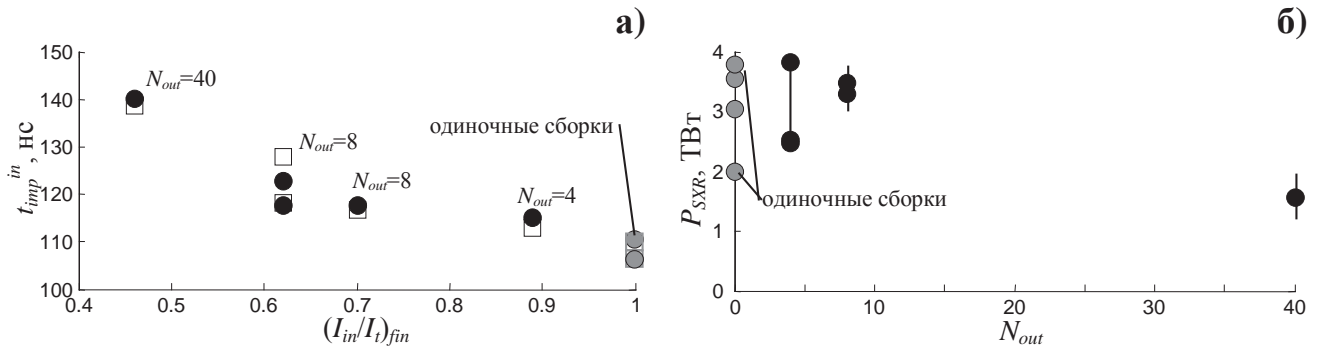 а)
150
140
130
120
110
100
t_imp^in , нс
N_out=40
N_out=8
N_out=8
N_out=4
одиночные сборки
0.4 0.5 0.6 0.7 0.8 0.9 1
(I_in/I_t)_fin
б)
4
3
2
1
0
P_SXR, ТВт
одиночные сборки
0 10 20 30 40
N_out